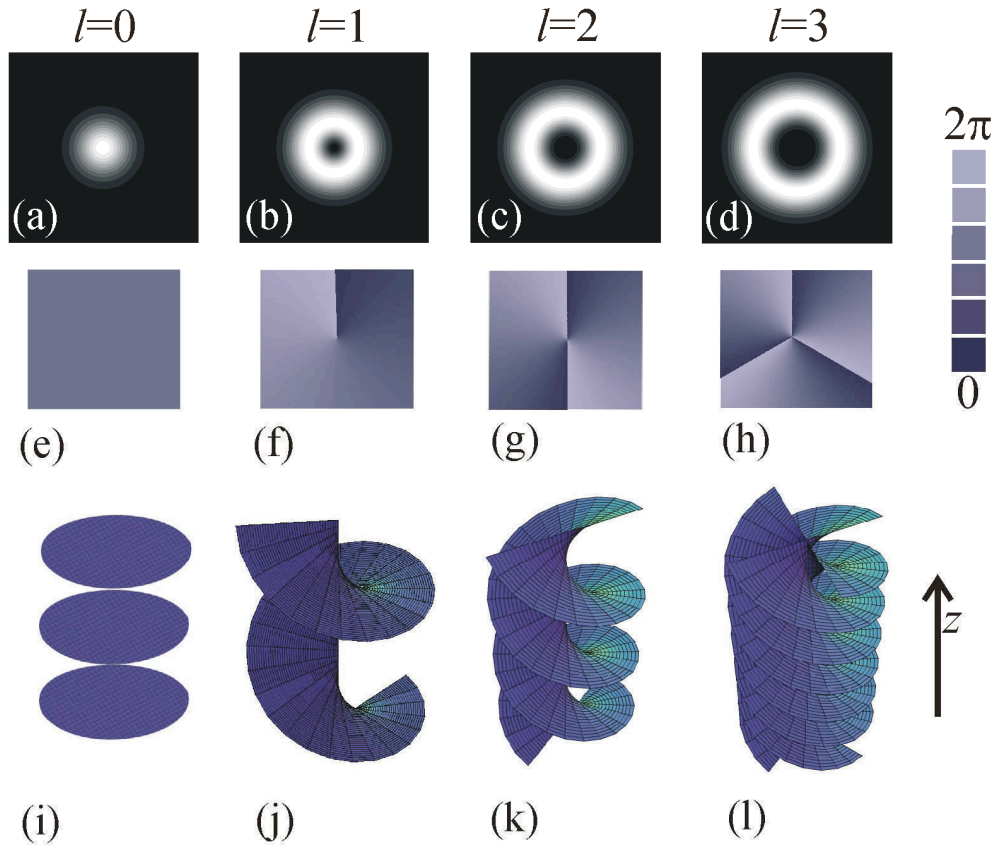 l=0 l=1 l=2 l=3
2π
(a) (b) (c) (d)
0
(e) (f) (g) (h)
z
(i) (j) (k) (l)